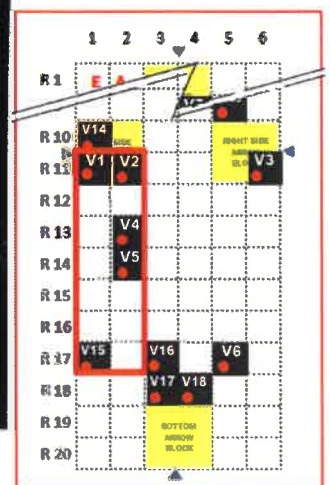 1 2 3 4 5 6
R 1 E A
R 10 V14 RIGHT SIDE
R 11 V1 V2 V3
R 12
R 13 V4
R 14 V5
R 15
R 16
R 17 V15 V16 V6
R 18 V17 V18
R 19 BOTTOM
ARROW
R 20 BLOCK